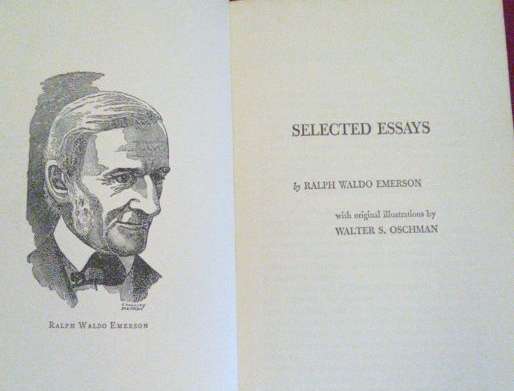 RALPH WALDO EMERSON
SELECTED ESSAYS
by RALPH WALDO EMERSON
with original illustrations by
WALTER S. OSCHMAN